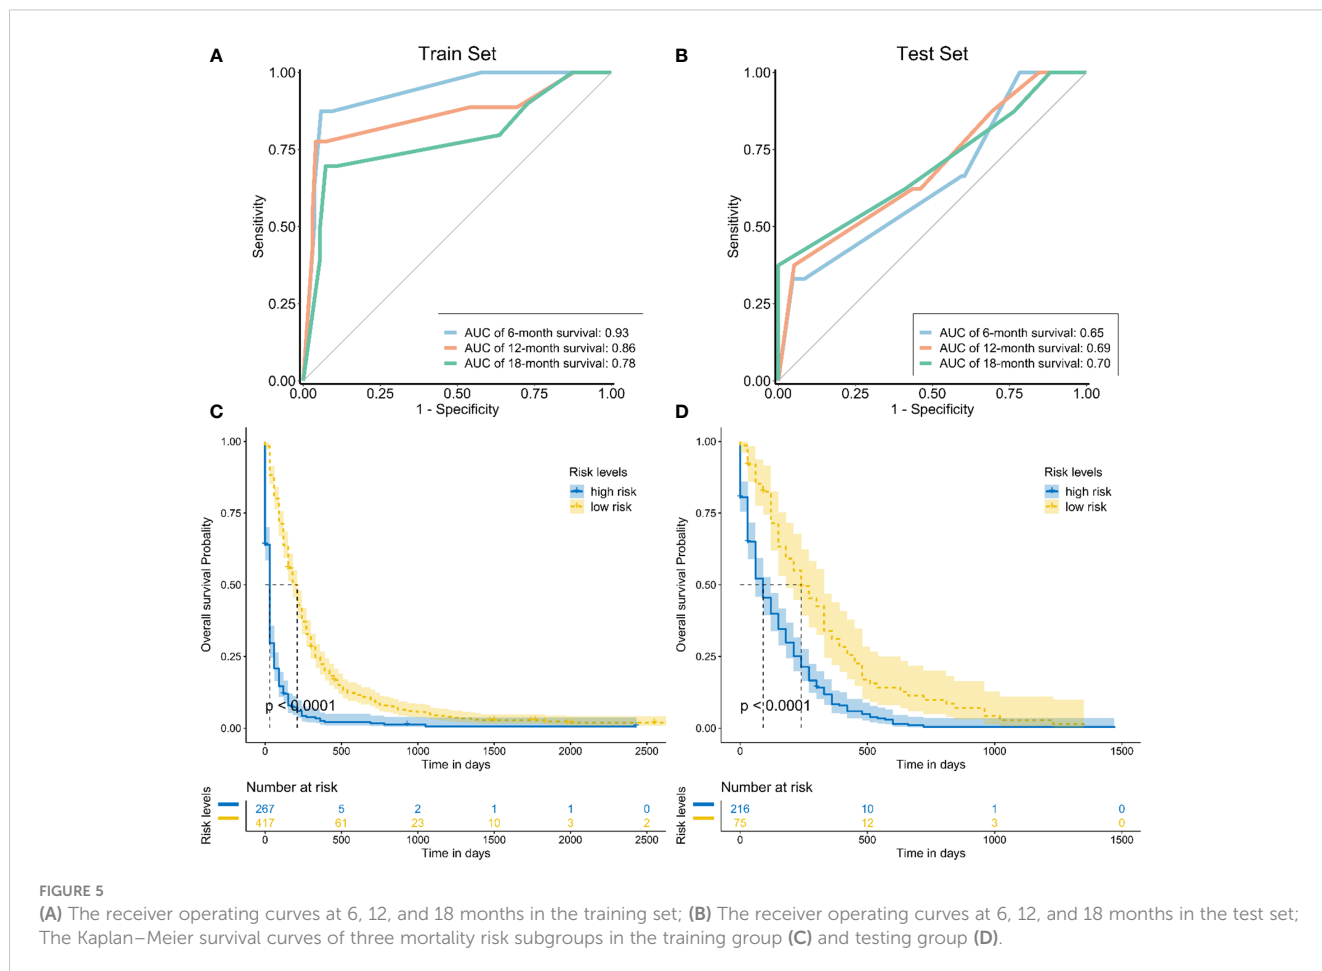 A
Train Set
1.00
0.75
0.50
0.25
0.00
Sensitivity
AUC of 6-month survival: 0.93
AUC of 12-month survival: 0.86
AUC of 18-month survival: 0.78
0.00 0.25 0.50 0.75 1.00
1 - Specificity
B
Test Set
1.00
0.75
0.50
0.25
0.00
Sensitivity
AUC of 6-month survival: 0.65
AUC of 12-month survival: 0.69
AUC of 18-month survival: 0.70
0.00 0.25 0.50 0.75 1.00
1 - Specificity
C
1.00
0.75
0.50
0.25
0.00
Overall survival Probality
Risk levels
high risk
low risk
p < 0.0001
0 500 1000 1500 2000 2500
Time in days
Number at risk
Risk levels
267 5 2 1 1 0
417 61 23 10 3 2
0 500 1000 1500 2000 2500
Time in days
D
1.00
0.75
0.50
0.25
0.00
Overall survival Probality
Risk levels
high risk
low risk
p < 0.0001
0 500 1000 1500
Time in days
Number at risk
Risk levels
216 10 1 0
75 12 3 0
0 500 1000 1500
Time in days
FIGURE 5
(A) The receiver operating curves at 6, 12, and 18 months in the training set; (B) The receiver operating curves at 6, 12, and 18 months in the test set;
The Kaplan–Meier survival curves of three mortality risk subgroups in the training group (C) and testing group (D).